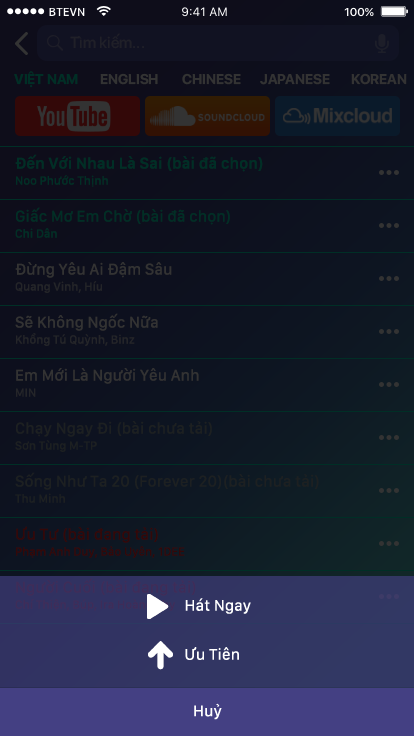 BTEVN
9:41 AM
100%
Tìm kiếm...
VIỆT NAM ENGLISH CHINESE JAPANESE KOREAN
YouTube SOUNDCLOUD Mixcloud
Đến Với Nhau Là Sai (bài đã chọn)
Noo Phước Thịnh
Giấc Mơ Em Chờ (bài đã chọn)
Chi Dân
Đừng Yêu Ai Đậm Sâu
Quang Vinh, Híu
Sẽ Không Ngốc Nữa
Khổng Tú Quỳnh, Binz
Em Mới Là Người Yêu Anh
MIN
Chạy Ngay Đi (bài chưa tải)
Sơn Tùng M-TP
Sống Như Ta 20 (Forever 20)(bài chưa tải)
Thu Minh
Hát Ngay
Ưu Tiên
Huỷ